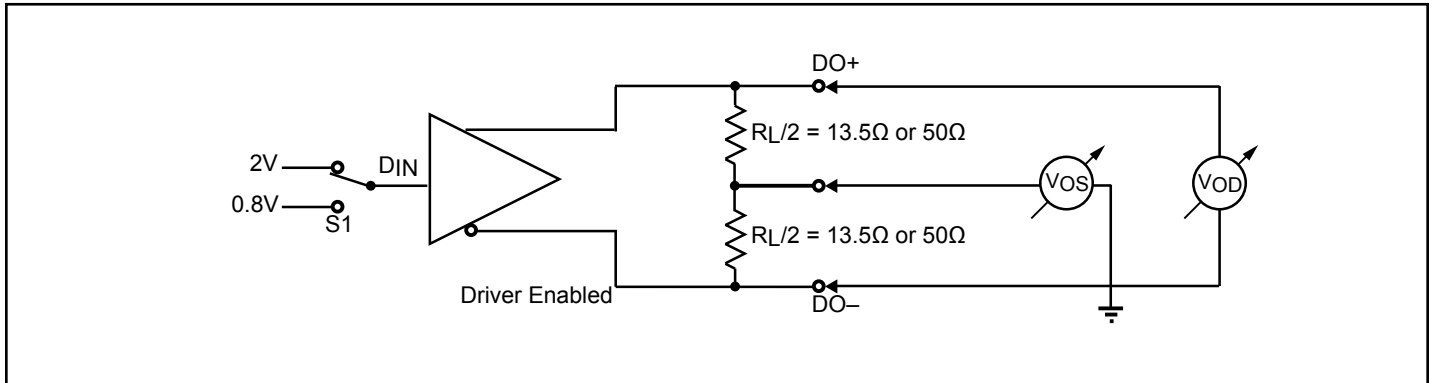 DO+
RL/2 = 13.5Ω or 50Ω
2V
DIN
VOS
VOD
0.8V
S1
RL/2 = 13.5Ω or 50Ω
Driver Enabled
DO–